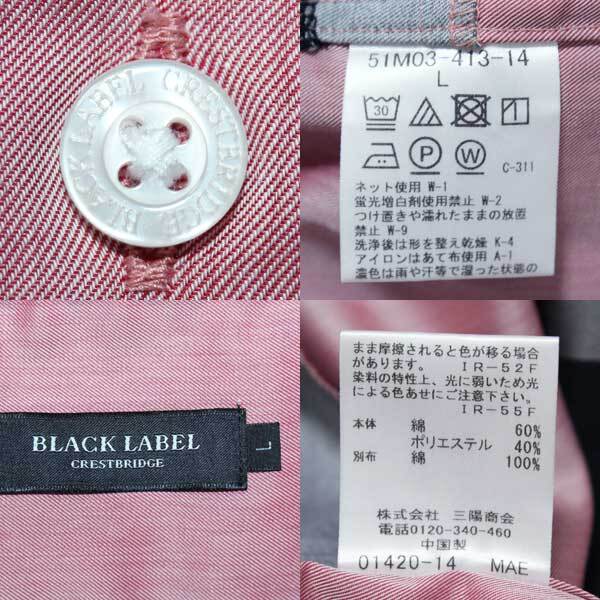 BLACK LABEL CRESTBRIDGE
51M03-413-14
L
30
C-311
P
W
ネット使用 W-1
蛍光増白剤使用禁止 W-2
つけ置きや濡れたままの放置
禁止 W-9
洗浄後は形を整え乾燥 K-4
アイロンはあて布使用 A-1
濃色は雨や汗等で湿った状態の
BLACK LABEL
CRESTBRIDGE
L
まま摩擦されると色が移る場合
があります。 IR-52F
染料の特性上、光に弱いため光
による色あせにご注意下さい。
IR-55F
本体 綿 60%
ポリエステル 40%
別布 綿 100%
株式会社 三陽商会
電話0120-340-460
中国製
01420-14 MAE